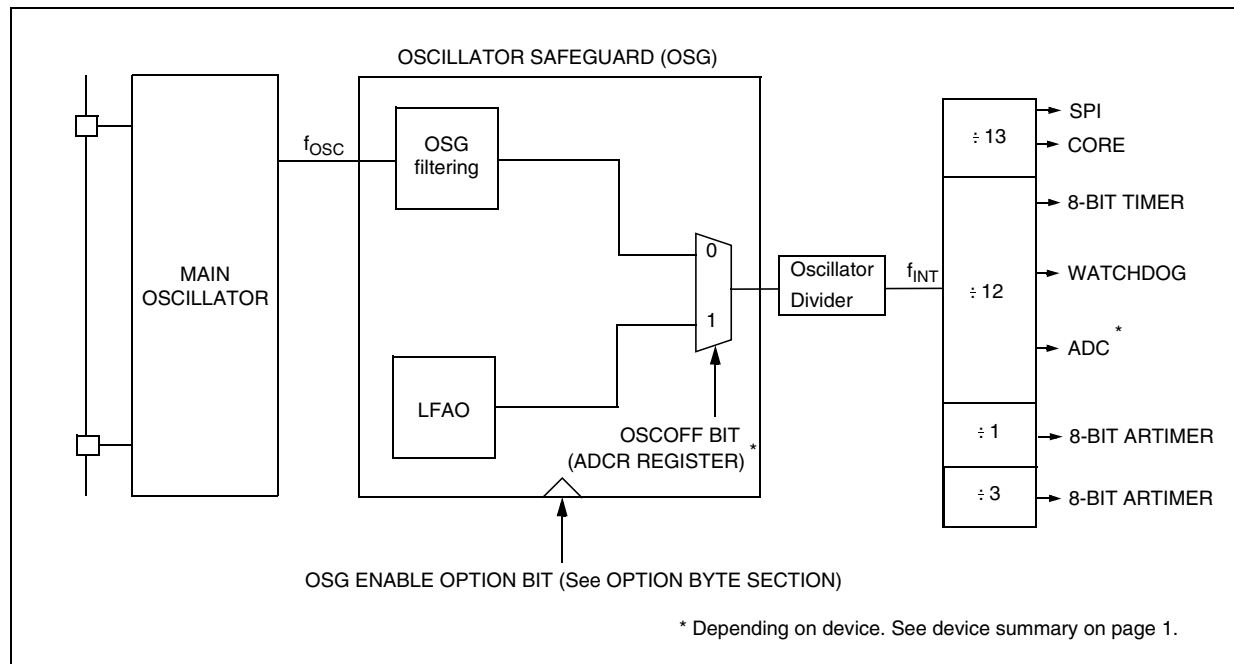 OSCILLATOR SAFEGUARD (OSG)
MAIN
OSCILLATOR
fOSC
OSG
filtering
LFAO
0
1
OSCOFF BIT
(ADCR REGISTER) *
Oscillator
Divider
fINT
÷ 13
÷ 12
÷ 1
÷ 3
SPI
CORE
8-BIT TIMER
WATCHDOG
ADC *
8-BIT ARTIMER
8-BIT ARTIMER
OSG ENABLE OPTION BIT (See OPTION BYTE SECTION)
* Depending on device. See device summary on page 1.